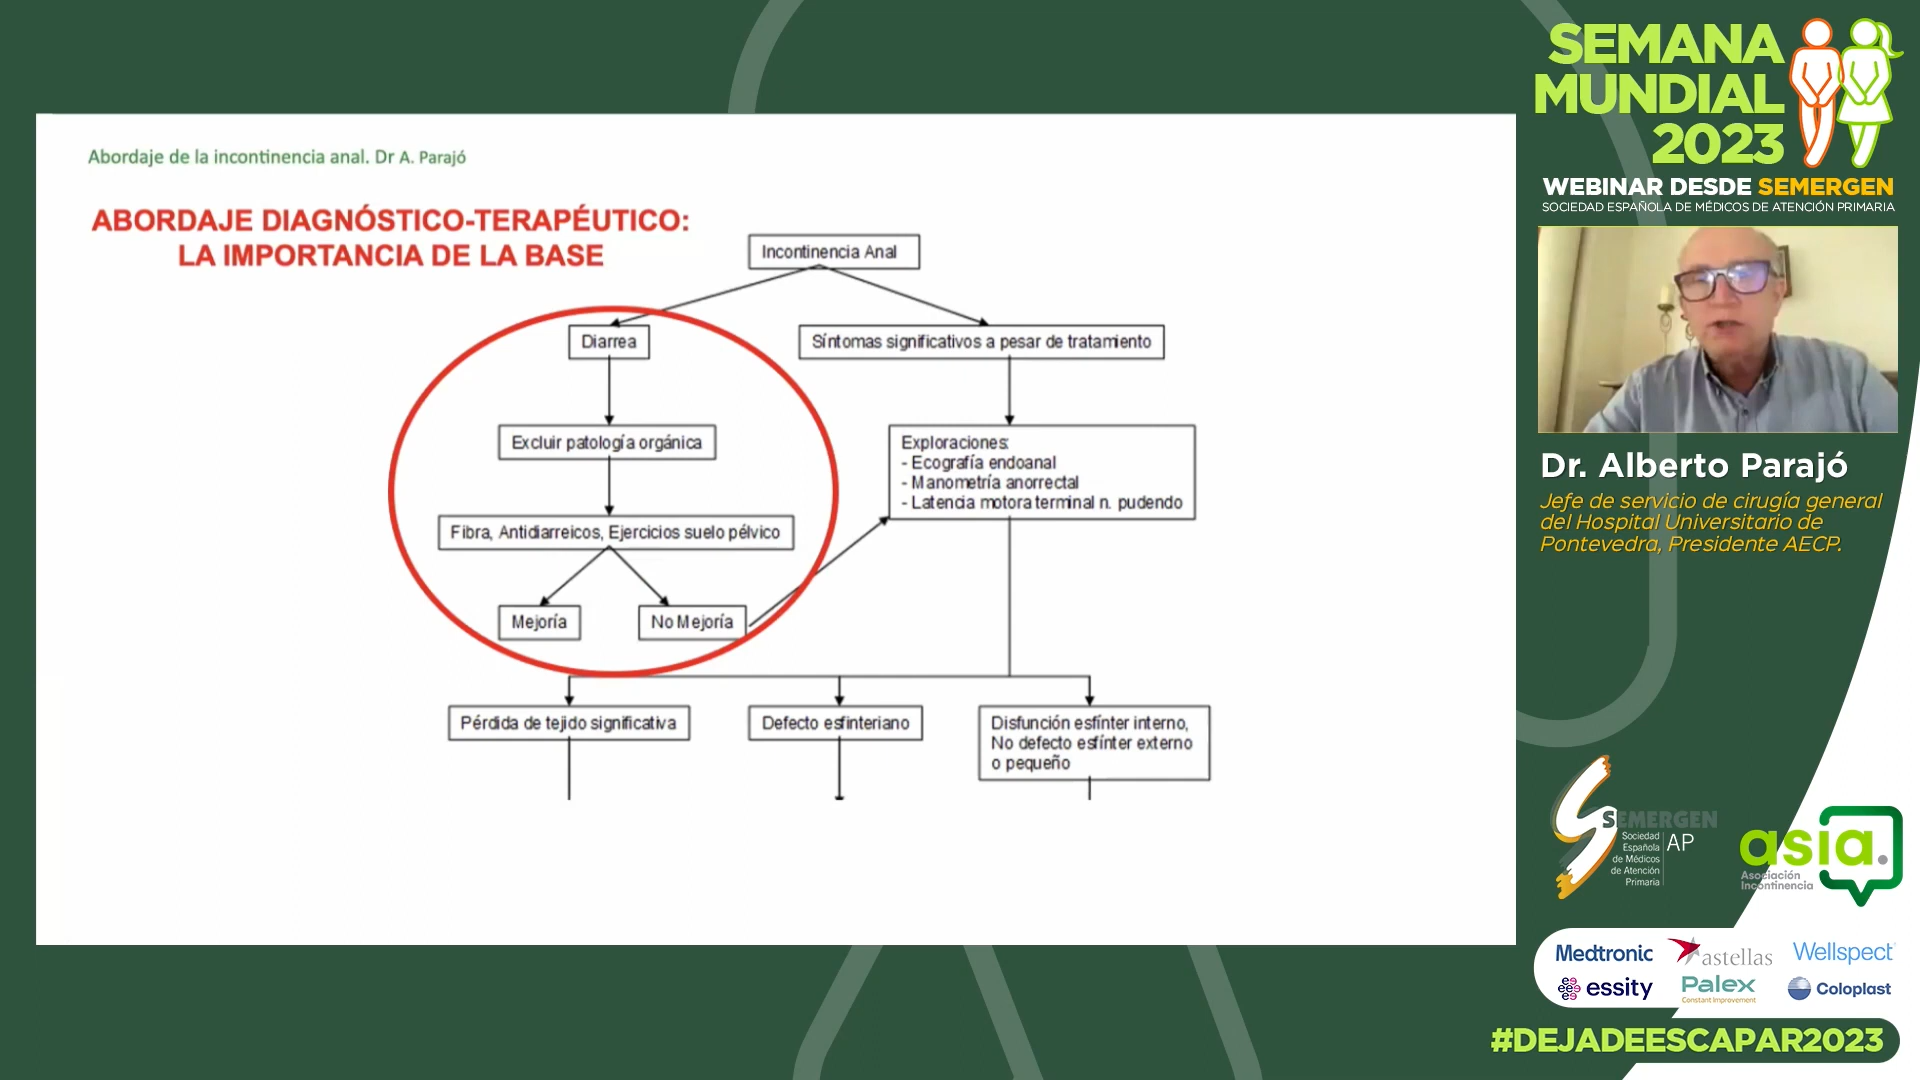 Abordaje de la incontinencia anal. Dr A. Parajó
ABORDAJE DIAGNÓSTICO-TERAPÉUTICO:
LA IMPORTANCIA DE LA BASE
Incontinencia Anal
Diarrea
Síntomas significativos a pesar de tratamiento
Excluir patología orgánica
Exploraciones:
- Ecografía endoanal
- Manometría anorrectal
- Latencia motora terminal n. pudendo
Fibra, Antidiarreicos, Ejercicios suelo pélvico
Mejoría
No Mejoría
Pérdida de tejido significativa
Defecto esfinteriano
Disfunción esfínter interno,
No defecto esfínter externo
o pequeño
SEMANA
MUNDIAL
2023
WEBINAR DESDE SEMERGEN
SOCIEDAD ESPAÑOLA DE MÉDICOS DE ATENCIÓN PRIMARIA
Dr. Alberto Parajó
Jefe de servicio de cirugía general
del Hospital Universitario de
Pontevedra, Presidente AECP.
SEMERGEN
Sociedad
Española
de Médicos
de Atención
Primaria
AP
asia.
Asociación
Incontinencia
Medtronic
astellas
Wellspect
essity
Palex
Constant Improvement
Coloplast
#DEJADEESCAPAR2023